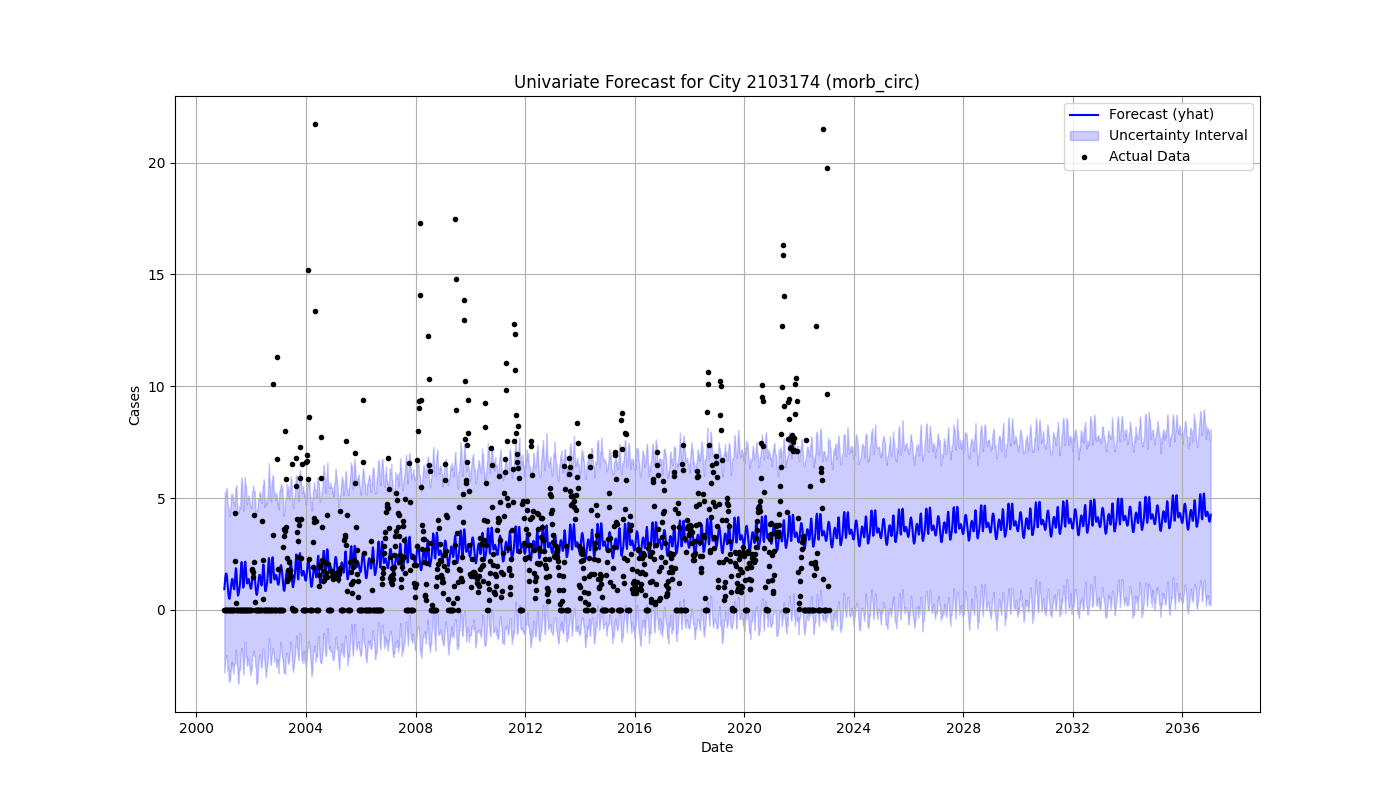 Univariate Forecast for City 2103174 (morb_circ)
Forecast (yhat)
Uncertainty Interval
Actual Data
20
15
10
5
0
Cases
2000 2004 2008 2012 2016 2020 2024 2028 2032 2036
Date